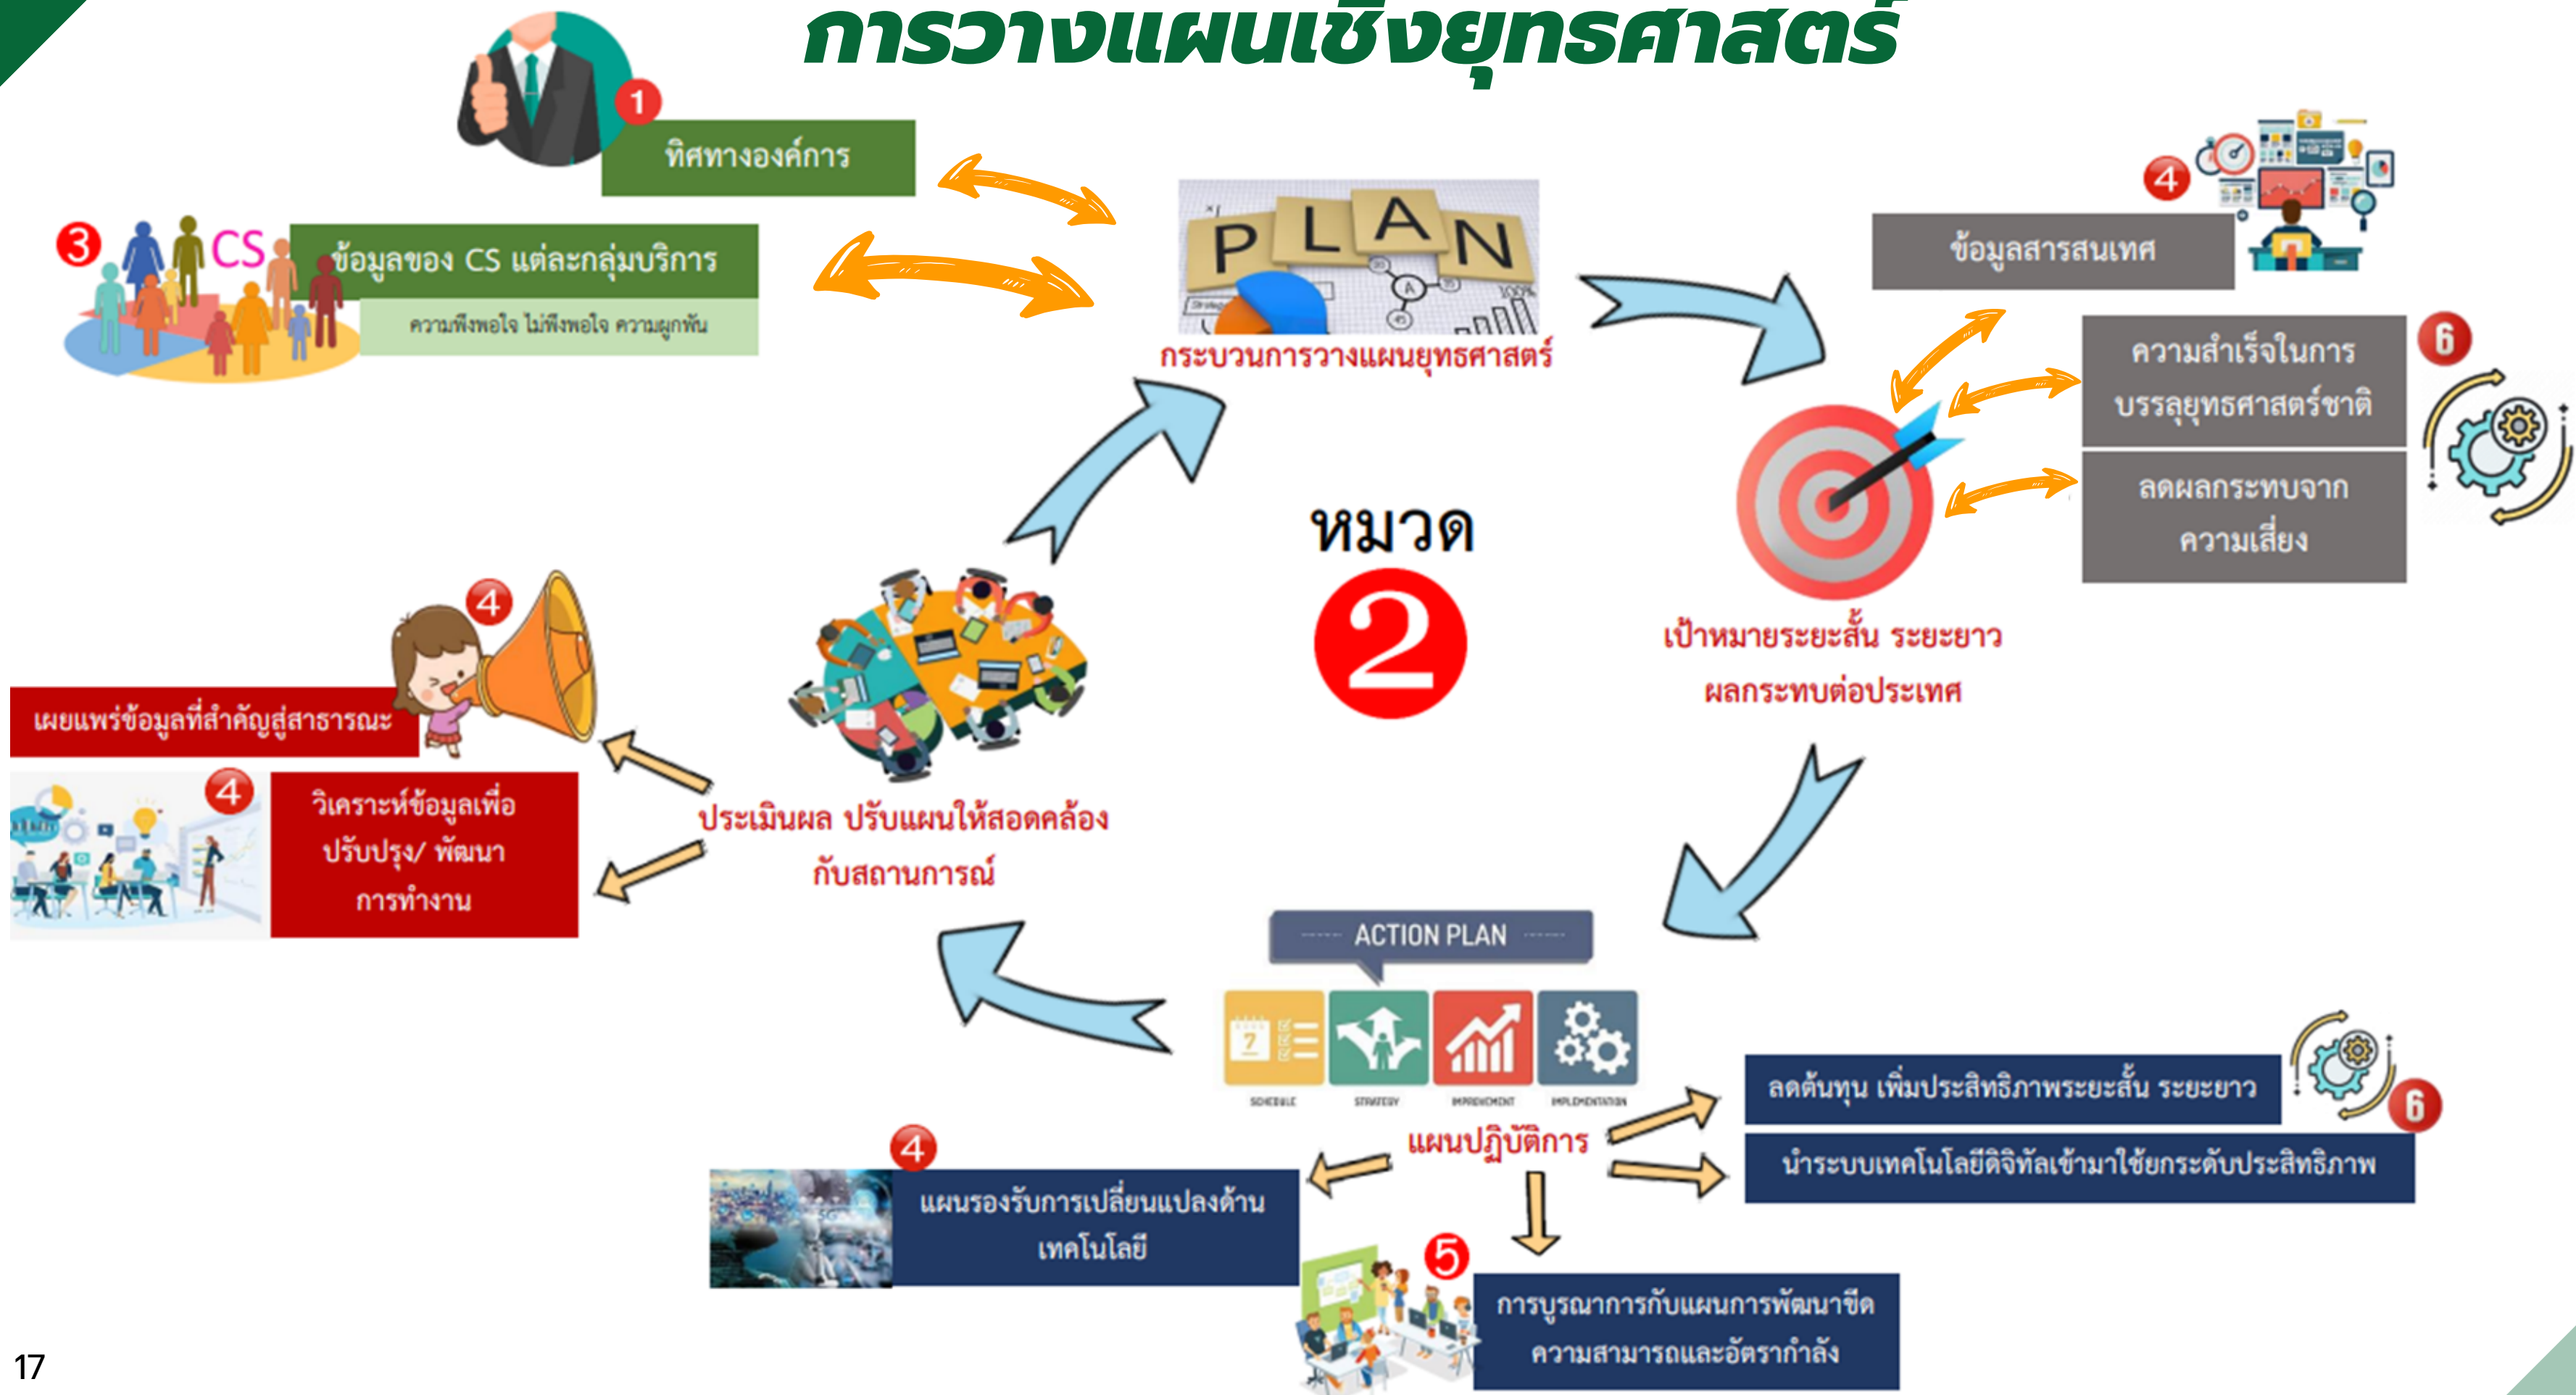 การวางแผนเชิงยุทธศาสตร์
1
ทิศทางองค์การ
3
CS
ข้อมูลของ CS แต่ละกลุ่มบริการ
ความพึงพอใจ ไม่พึงพอใจ ความผูกพัน
PLAN
A
100%
กระบวนการวางแผนยุทธศาสตร์
4
ข้อมูลสารสนเทศ
6
ความสำเร็จในการ
บรรลุยุทธศาสตร์ชาติ
ลดผลกระทบจาก
ความเสี่ยง
หมวด
2
เป้าหมายระยะสั้น ระยะยาว
ผลกระทบต่อประเทศ
4
เผยแพร่ข้อมูลที่สำคัญสู่สาธารณะ
4
วิเคราะห์ข้อมูลเพื่อ
ปรับปรุง/ พัฒนา
การทำงาน
ประเมินผล ปรับแผนให้สอดคล้อง
กับสถานการณ์
ACTION PLAN
7
SCHEDULE
STRATEGY
IMPROVEMENT
IMPLEMENTATION
แผนปฏิบัติการ
ลดต้นทุน เพิ่มประสิทธิภาพระยะสั้น ระยะยาว
6
นำระบบเทคโนโลยีดิจิทัลเข้ามาใช้ยกระดับประสิทธิภาพ
4
แผนรองรับการเปลี่ยนแปลงด้าน
เทคโนโลยี
5
การบูรณาการกับแผนการพัฒนาขีด
ความสามารถและอัตรากำลัง
17